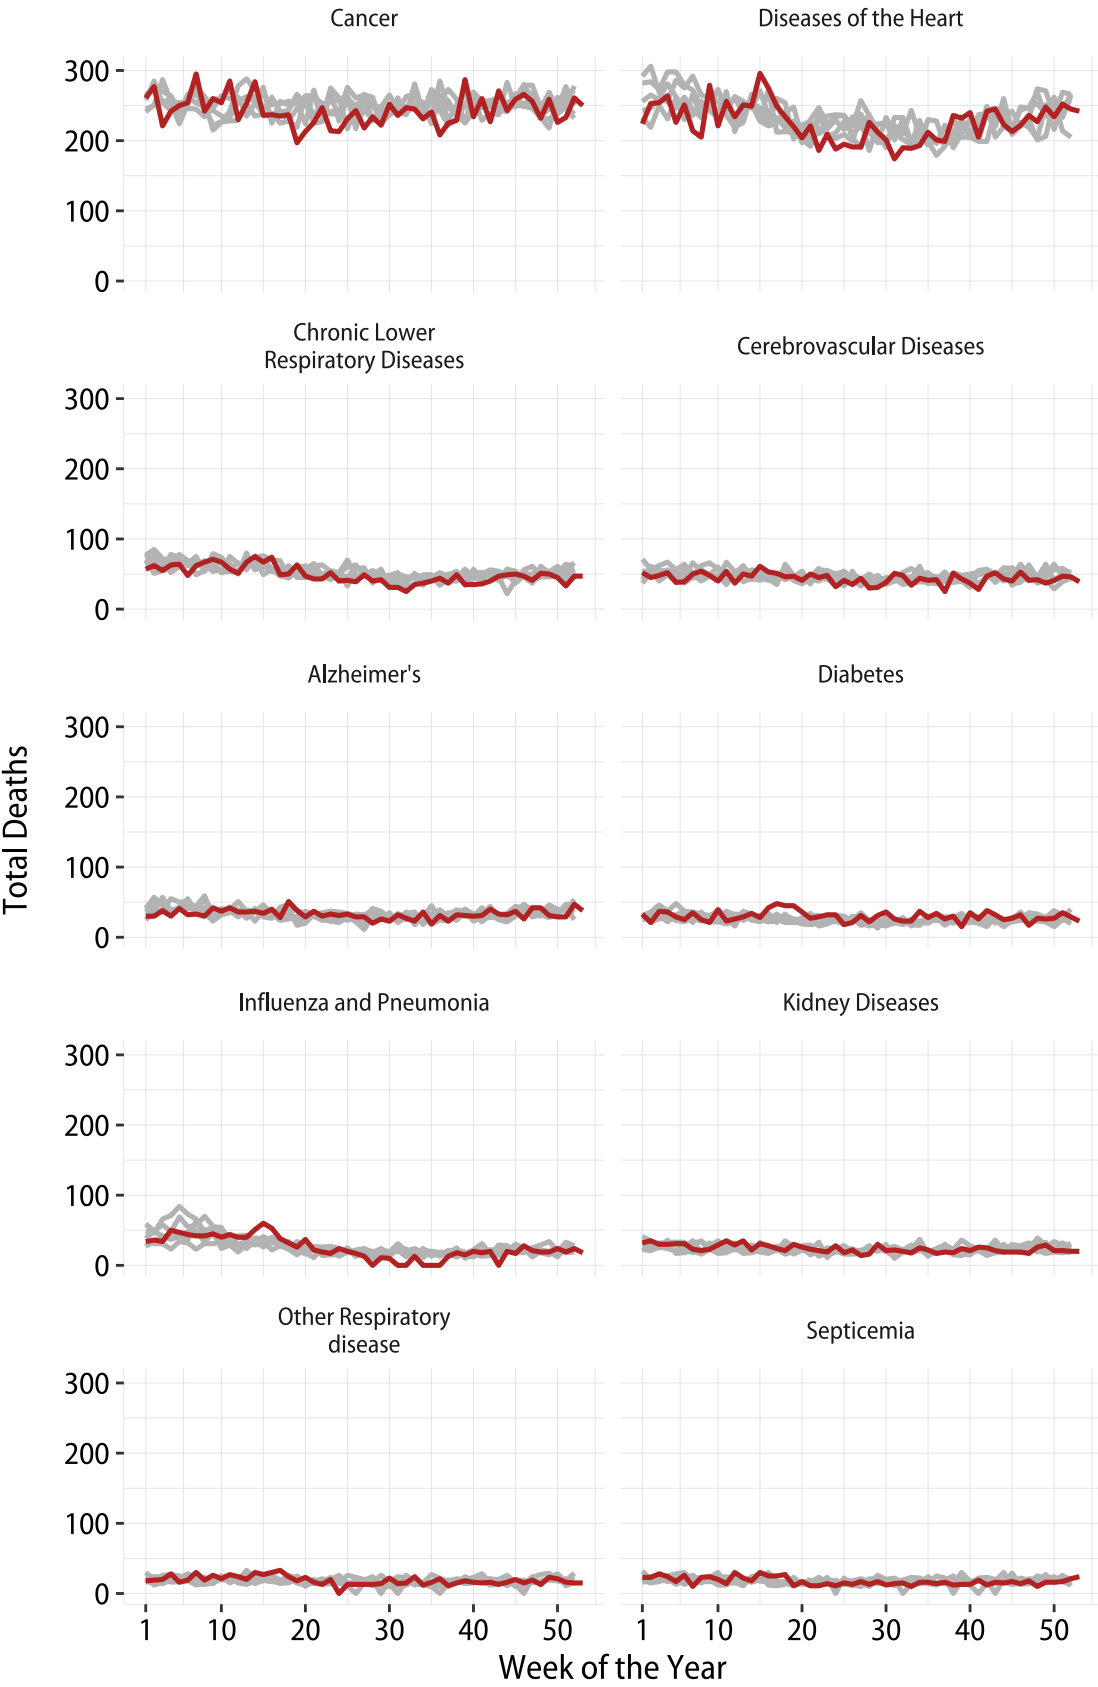 Cancer
Diseases of the Heart
300
200
100
0
Chronic Lower
Respiratory Diseases
Cerebrovascular Diseases
300
200
100
0
Alzheimer's
Diabetes
300
200
100
0
Total Deaths
Influenza and Pneumonia
Kidney Diseases
300
200
100
0
Other Respiratory
disease
Septicemia
300
200
100
0
1 10 20 30 40 50
1 10 20 30 40 50
Week of the Year